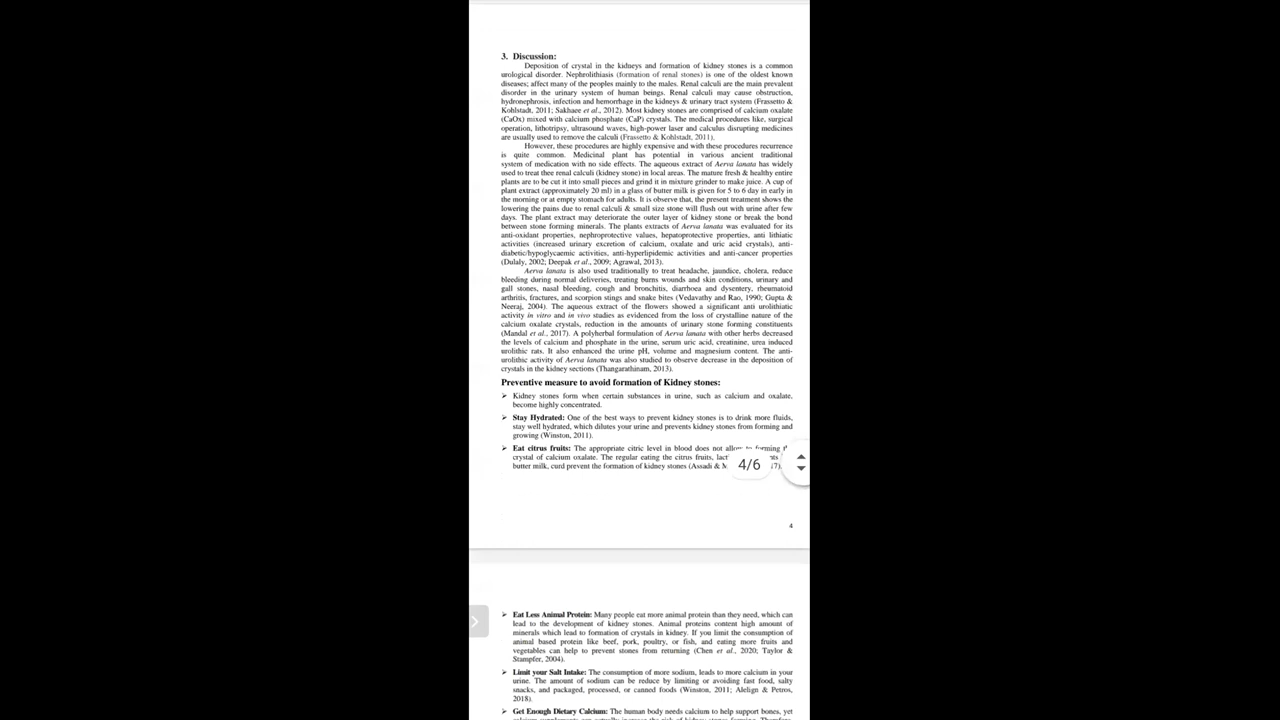 3. Discussion:
Deposition of crystal in the kidneys and formation of kidney stones is a common
urological disorder. Nephrolithiasis (formation of renal stones) is one of the oldest known
diseases; affect many of the peoples mainly to the males. Renal calculi are the main prevalent
disorder in the urinary system of human beings. Renal calculi may cause obstruction,
hydronephrosis, infection and hemorrhage in the kidneys & urinary tract system (Frassetto &
Kohlstadt, 2011; Sakhaee et al., 2012). Most kidney stones are comprised of calcium oxalate
(CaOx) mixed with calcium phosphate (CaP) crystals. The medical procedures like, surgical
operation, lithotripsy, ultrasound waves, high-power laser and calculus disrupting medicines
are usually used to remove the calculi (Frassetto & Kohlstadt, 2011).
However, these procedures are highly expensive and with these procedures recurrence
is quite common. Medicinal plant has potential in various ancient traditional
system of medication with no side effects. The aqueous extract of Aerva lanata has widely
used to treat thee renal calculi (kidney stone) in local areas. The mature fresh & healthy entire
plants are to be cut it into small pieces and grind it in mixture grinder to make juice. A cup of
plant extract (approximately 20 ml) in a glass of butter milk is given for 5 to 6 day in early in
the morning or at empty stomach for adults. It is observe that, the present treatment shows the
lowering the pains due to renal calculi & small size stone will flush out with urine after few
days. The plant extract may deteriorate the outer layer of kidney stone or break the bond
between stone forming minerals. The plants extracts of Aerva lanata was evaluated for its
anti-oxidant properties, nephroprotective values, hepatoprotective properties, anti lithiatic
activities (increased urinary excretion of calcium, oxalate and uric acid crystals), anti-
diabetic/hypoglycaemic activities, anti-hyperlipidemic activities and anti-cancer properties
(Dulaly, 2002; Deepak et al., 2009; Agrawal, 2013).
Aerva lanata is also used traditionally to treat headache, jaundice, cholera, reduce
bleeding during normal deliveries, treating burns wounds and skin conditions, urinary and
gall stones, nasal bleeding, cough and bronchitis, diarrhoea and dysentery, rheumatoid
arthritis, fractures, and scorpion stings and snake bites (Vedavathy and Rao, 1990; Gupta &
Neeraj, 2004). The aqueous extract of the flowers showed a significant anti urolithiatic
activity in vitro and in vivo studies as evidenced from the loss of crystalline nature of the
calcium oxalate crystals, reduction in the amounts of urinary stone forming constituents
(Mandal et al., 2017). A polyherbal formulation of Aerva lanata with other herbs decreased
the levels of calcium and phosphate in the urine, serum uric acid, creatinine, urea induced
urolithic rats. It also enhanced the urine pH, volume and magnesium content. The anti-
urolithic activity of Aerva lanata was also studied to observe decrease in the deposition of
crystals in the kidney sections (Thangarathinam, 2013).
Preventive measure to avoid formation of Kidney stones:
➢ Kidney stones form when certain substances in urine, such as calcium and oxalate,
become highly concentrated.
➢ Stay Hydrated: One of the best ways to prevent kidney stones is to drink more fluids,
stay well hydrated, which dilutes your urine and prevents kidney stones from forming and
growing (Winston, 2011).
➢ Eat citrus fruits: The appropriate citric level in blood does not allow to forming
crystal of calcium oxalate. The regular eating the citrus fruits,
butter milk, curd prevent the formation of kidney stones (Assadi &
4/6
4
➢ Eat Less Animal Protein: Many people eat more animal protein than they need, which can
lead to the development of kidney stones. Animal proteins content high amount of
minerals which lead to formation of crystals in kidney. If you limit the consumption of
animal based protein like beef, pork, poultry, or fish, and eating more fruits and
vegetables can help to prevent stones from returning (Chen et al., 2020; Taylor &
Stampfer, 2004).
➢ Limit your Salt Intake: The consumption of more sodium, leads to more calcium in your
urine. The amount of sodium can be reduce by limiting or avoiding fast food, salty
snacks, and packaged, processed, or canned foods (Winston, 2011; Alelign & Petros,
2018).
➢ Get Enough Dietary Calcium: The human body needs calcium to help support bones, yet